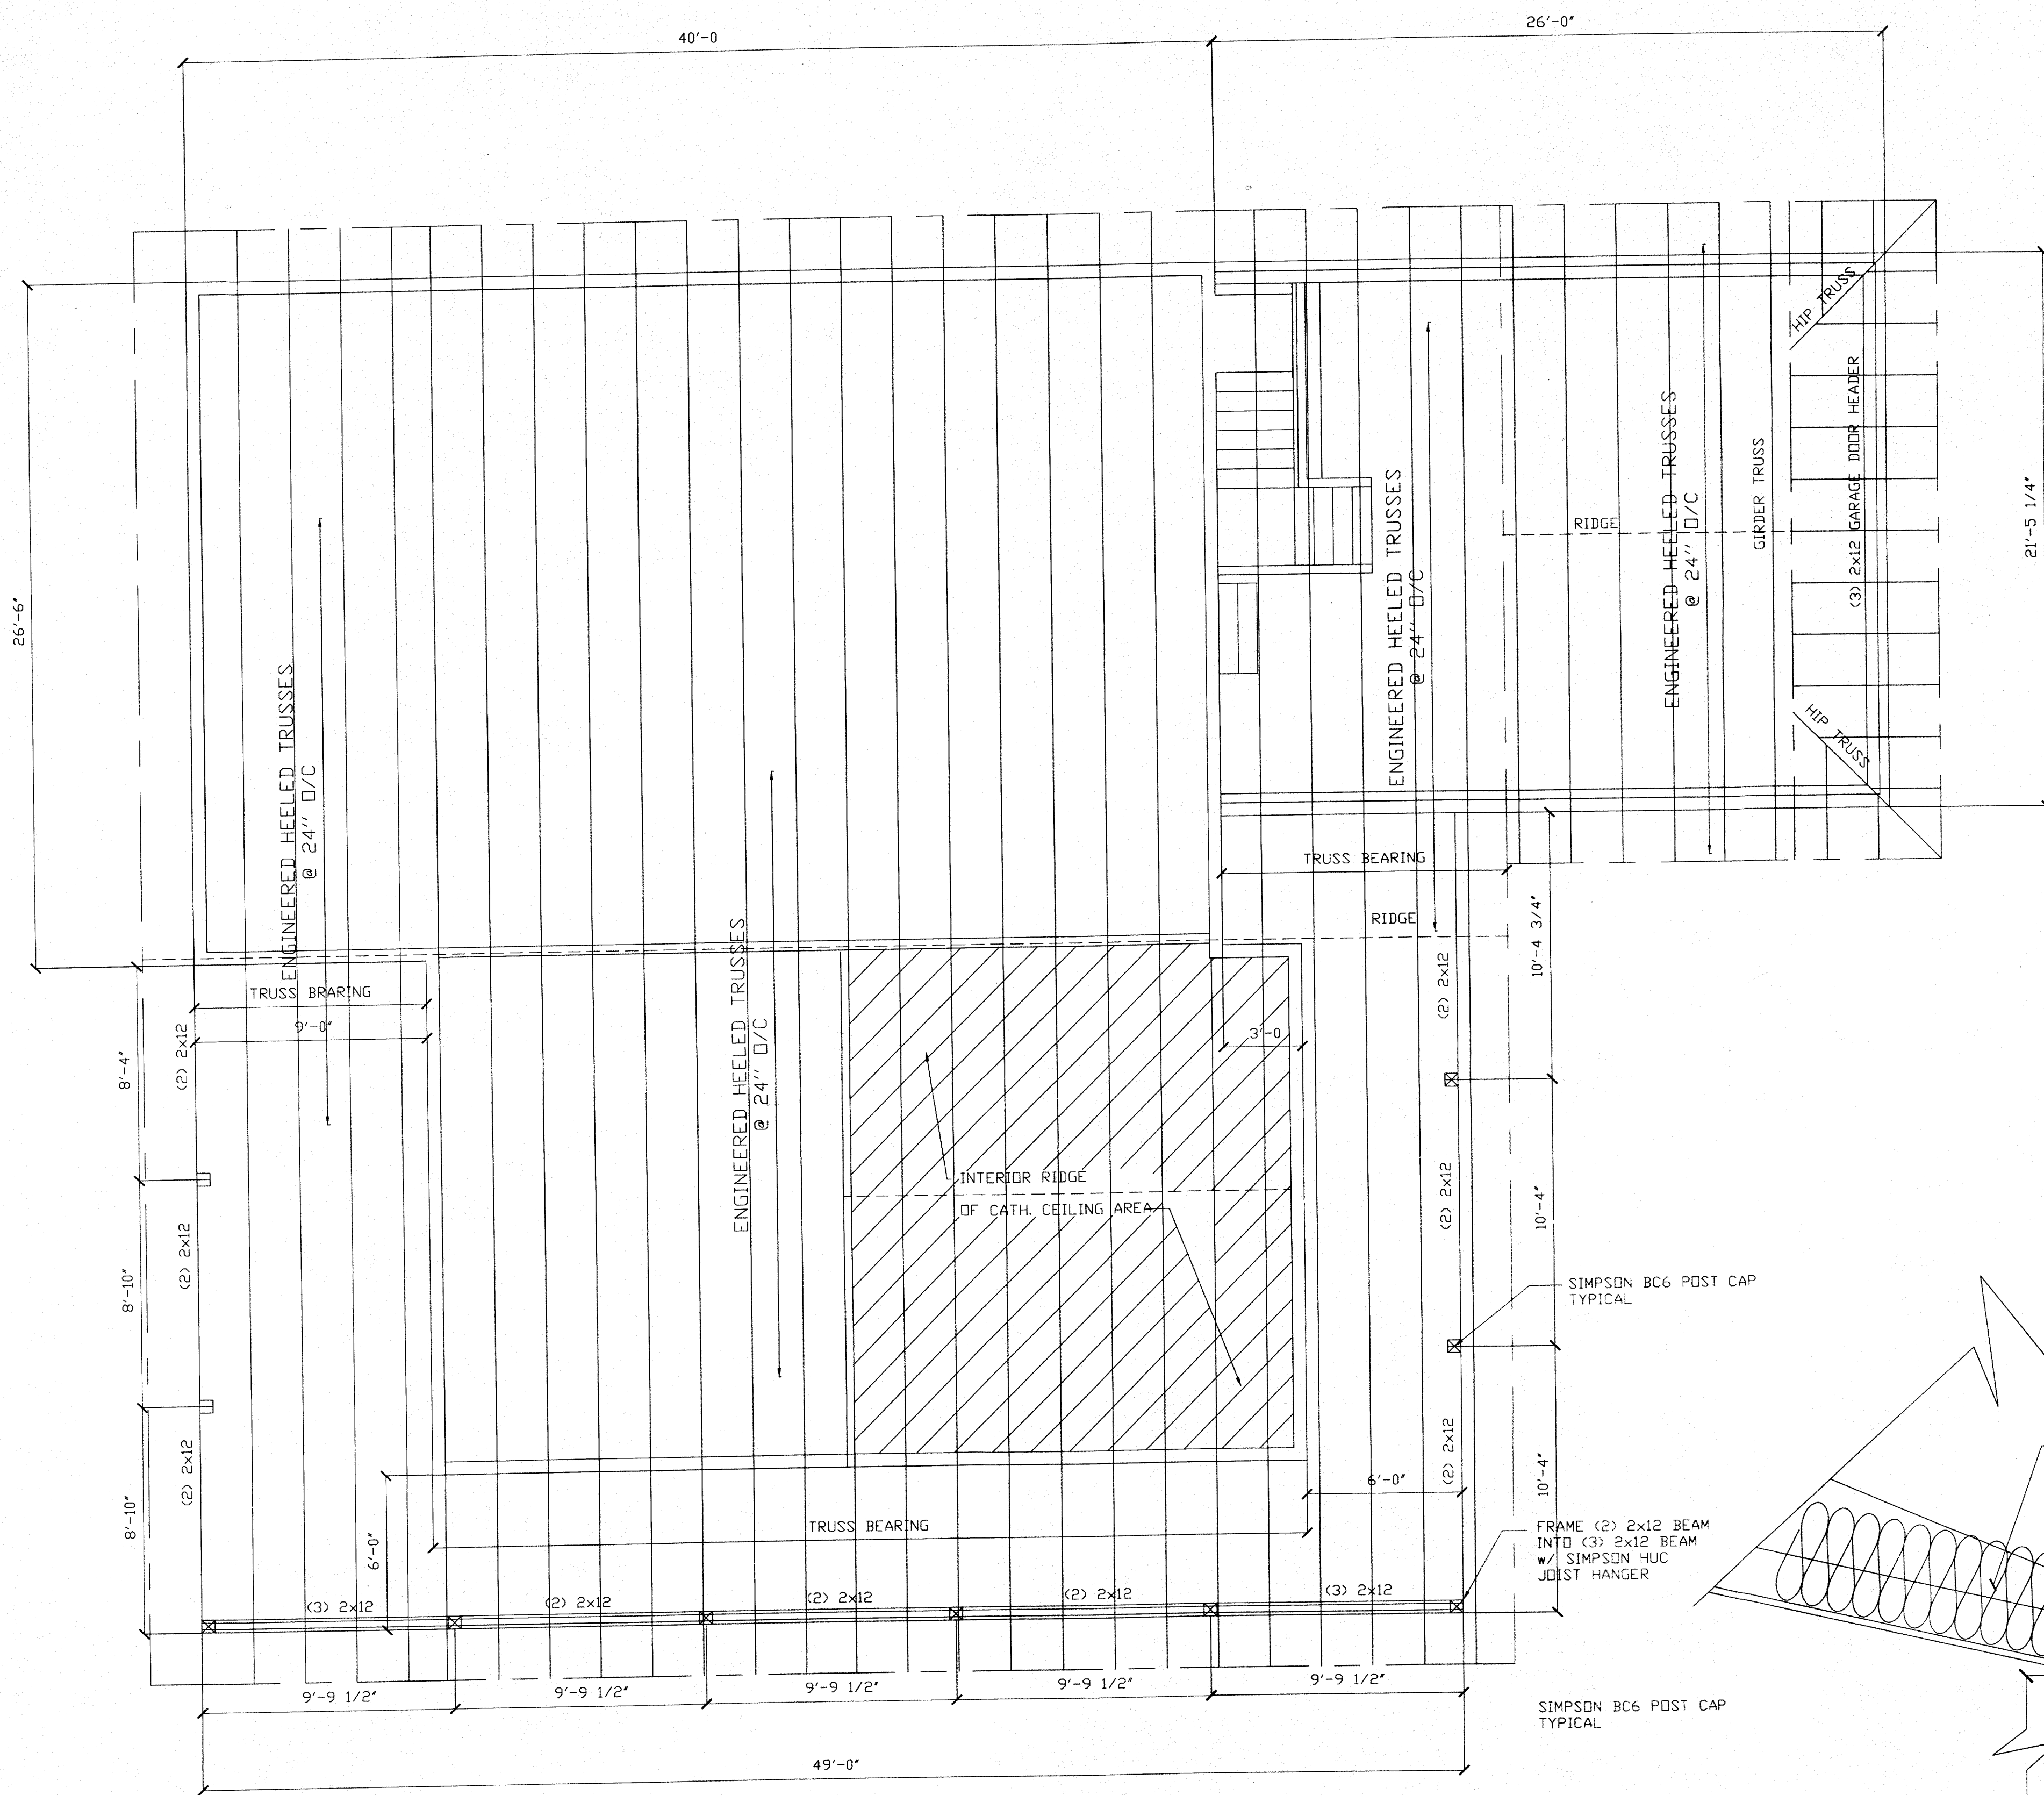 40'-0
26'-0"
26'-6"
HIP TRUSS
ENGINEERED HEELED TRUSSES
@ 24'' O/C
ENGINEERED HEELED TRUSSES
@ 24'' O/C
ENGINEERED HEELED TRUSSES
@ 24'' O/C
RIDGE
GIRDER TRUSS
(3) 2x12 GARAGE DOOR HEADER
21'-5 1/4"
HIP TRUSS
TRUSS BEARING
RIDGE
10'-4 3/4"
ENGINEERED HEELED TRUSSES
@ 24'' O/C
TRUSS BRARING
9'-0"
(2) 2x12
8'-4"
3'-0
(2) 2x12
INTERIOR RIDGE
OF CATH. CEILING AREA
(2) 2x12
10'-4"
(2) 2x12
8'-10"
SIMPSON BC6 POST CAP
TYPICAL
(2) 2x12
8'-10"
(2) 2x12
10'-4"
6'-0"
TRUSS BEARING
6'-0"
FRAME (2) 2x12 BEAM
INTO (3) 2x12 BEAM
w/ SIMPSON HUC
JOIST HANGER
(3) 2x12
(2) 2x12
(2) 2x12
(2) 2x12
(3) 2x12
9'-9 1/2"
9'-9 1/2"
9'-9 1/2"
9'-9 1/2"
9'-9 1/2"
SIMPSON BC6 POST CAP
TYPICAL
49'-0"